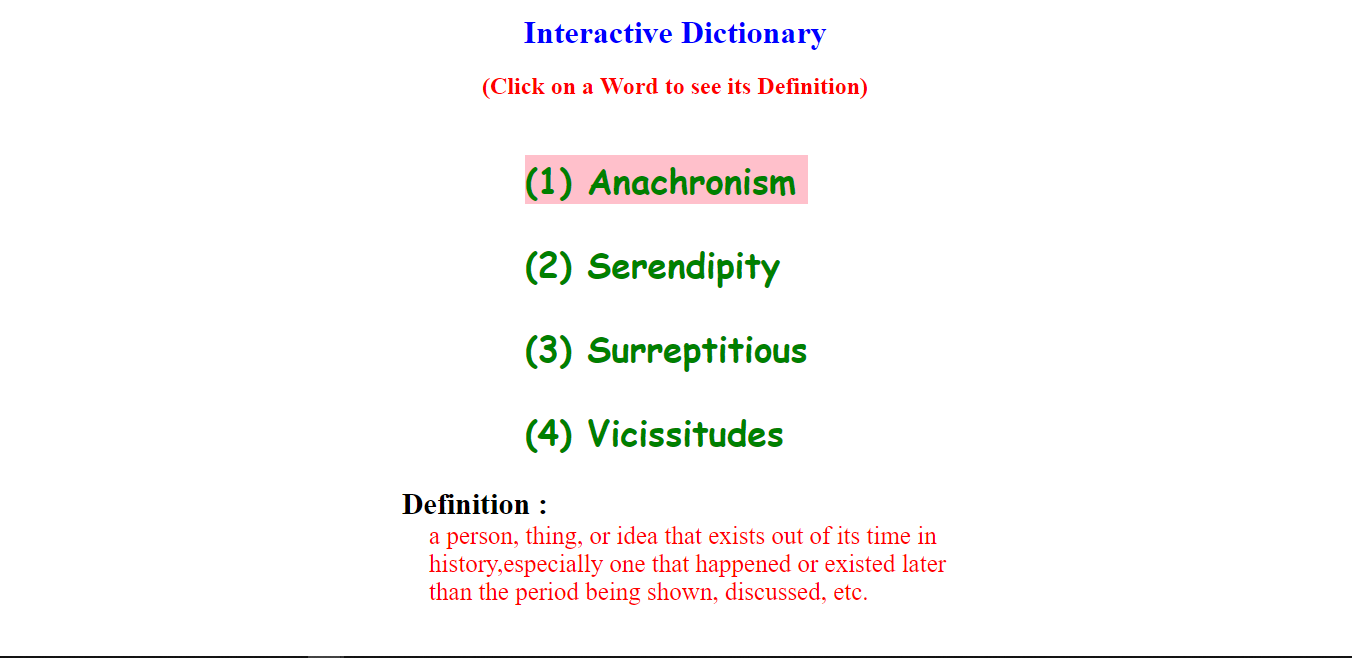 Interactive Dictionary
(Click on a Word to see its Definition)
(1) Anachronism
(2) Serendipity
(3) Surreptitious
(4) Vicissitudes
Definition :
a person, thing, or idea that exists out of its time in
history,especially one that happened or existed later
than the period being shown, discussed, etc.